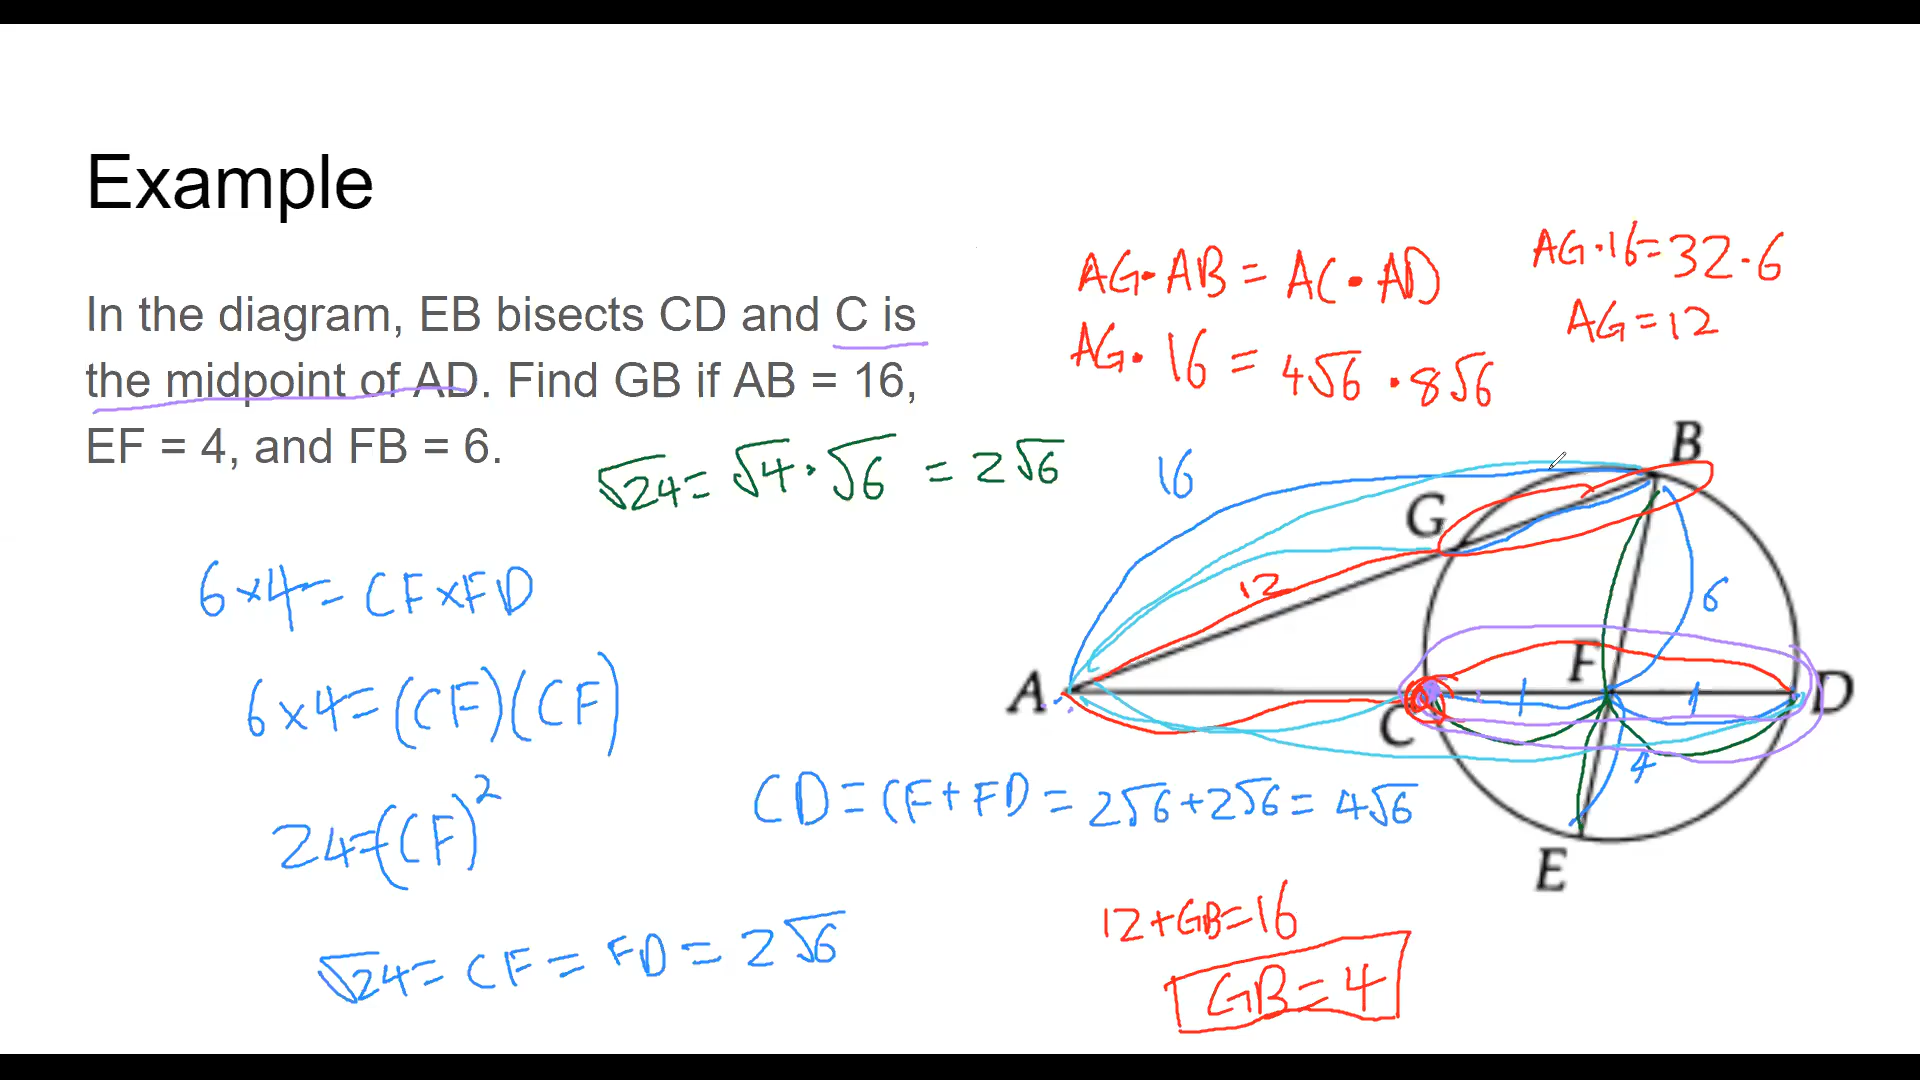 Example
In the diagram, EB bisects CD and C is
the midpoint of AD. Find GB if AB = 16,
EF = 4, and FB = 6.
√24 = √4 · √6 = 2√6
6×4 = CF×FD
6×4 = (CF)(CF)
24 = (CF)²
√24 = CF = FD = 2√6
AG · AB = AC · AD
AG · 16 = 4√6 · 8√6
AG · 16 = 32 · 6
AG = 12
16
B
G
12
6
A
F
C
D
4
E
CD = CF + FD = 2√6 + 2√6 = 4√6
12 + GB = 16
GB = 4